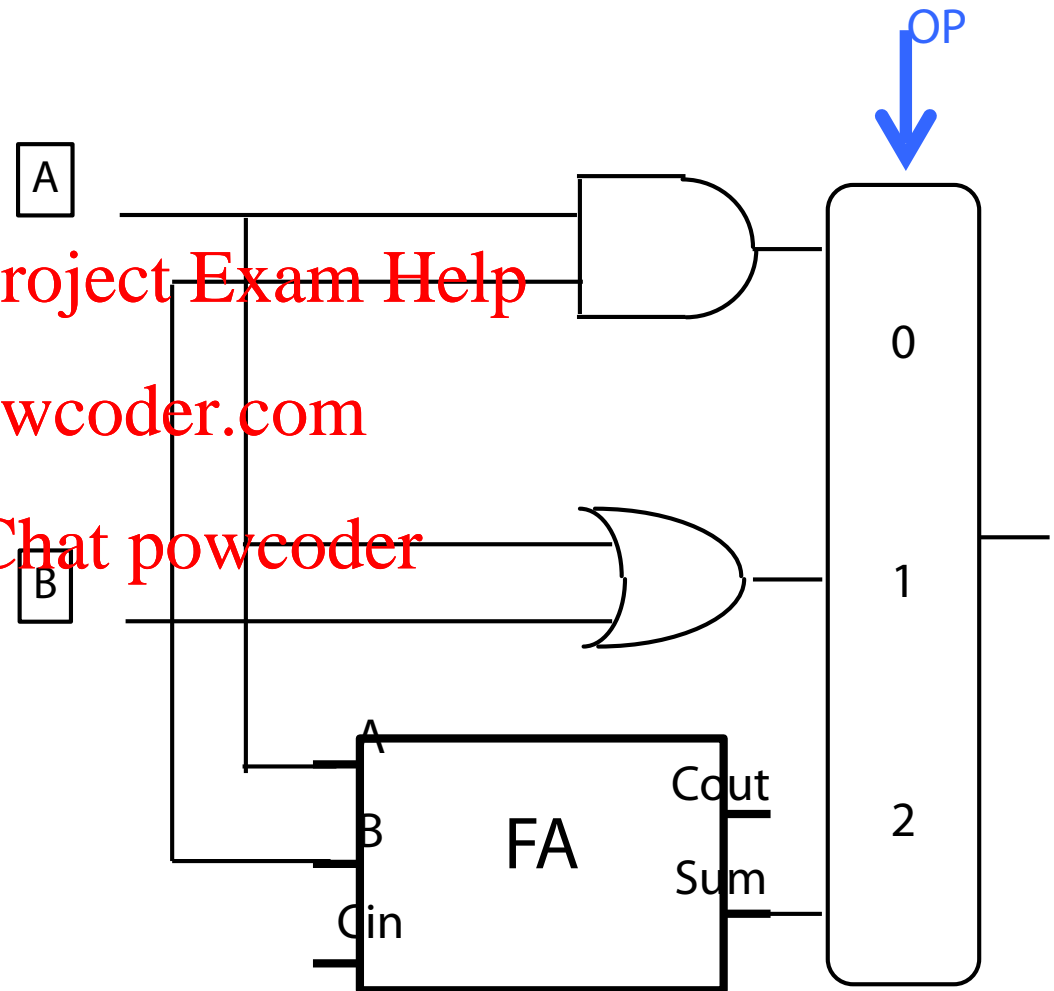 OP
A
roject Exam Help
0
wcoder.com
Chat powcoder
B
1
A
Cout
2
B
FA
Sum
Cin